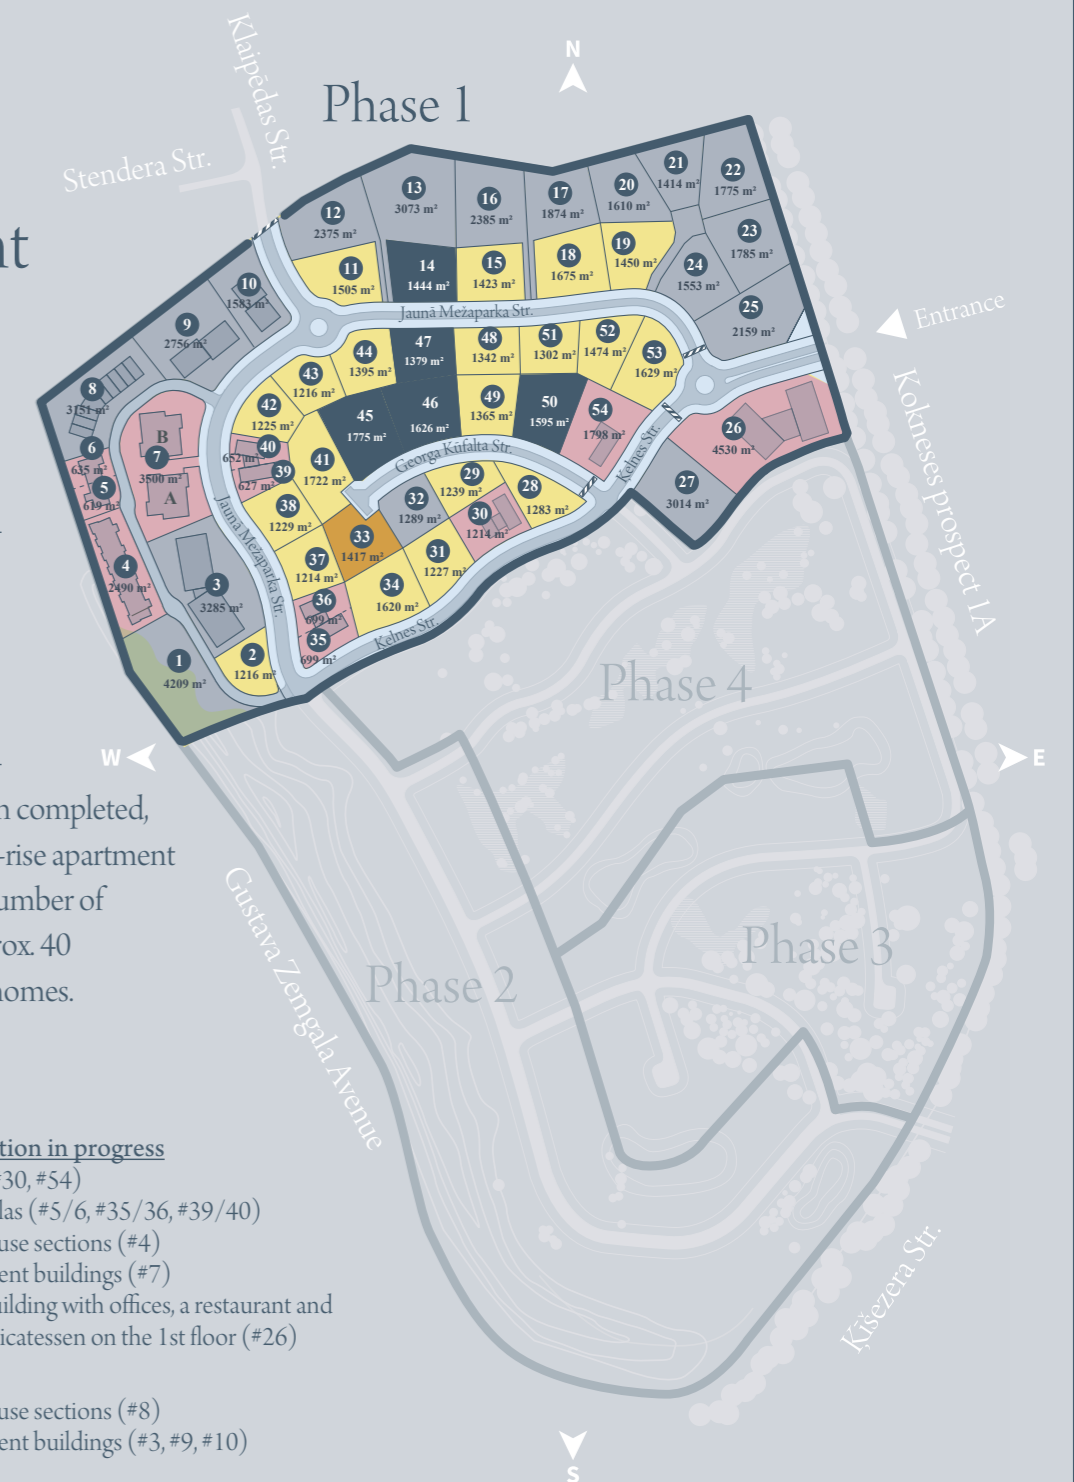 Klaipēdas Str.
N
Phase 1
Stendera Str.
21
1414 m²
22
1775 m²
20
1610 m²
13
3073 m²
17
1874 m²
16
2385 m²
12
2375 m²
23
1785 m²
19
1450 m²
18
1675 m²
15
1423 m²
14
1444 m²
11
1505 m²
24
1553 m²
10
1583 m²
25
2159 m²
Entrance
Jaunā Mežaparka Str.
9
2756 m²
52
1474 m²
51
1302 m²
48
1342 m²
47
1379 m²
44
1395 m²
53
1629 m²
43
1216 m²
8
3151 m²
42
1225 m²
49
1365 m²
46
1626 m²
50
1595 m²
45
1775 m²
54
1798 m²
26
4530 m²
Kokneses prospect 1A
B
7
3500 m²
A
6
635 m²
40
652 m²
41
1722 m²
Georga Kūfalta Str.
Kelnes Str.
39
627 m²
29
1239 m²
5
619 m²
27
3014 m²
28
1283 m²
32
1289 m²
38
1229 m²
30
1214 m²
Jaunā Mežaparka Str.
33
1417 m²
31
1227 m²
37
1214 m²
4
2490 m²
3
3285 m²
34
1620 m²
36
699 m²
Kelnes Str.
35
699 m²
2
1216 m²
1
4209 m²
Phase 4
W
E
n completed,
-rise apartment
umber of
rox. 40
homes.
Gustava Zemgala Avenue
Phase 2
Phase 3
tion in progress
#30, #54)
las (#5/6, #35/36, #39/40)
use sections (#4)
ent buildings (#7)
uilding with offices, a restaurant and
licatessen on the 1st floor (#26)
Ķīšezera Str.
use sections (#8)
ent buildings (#3, #9, #10)
S